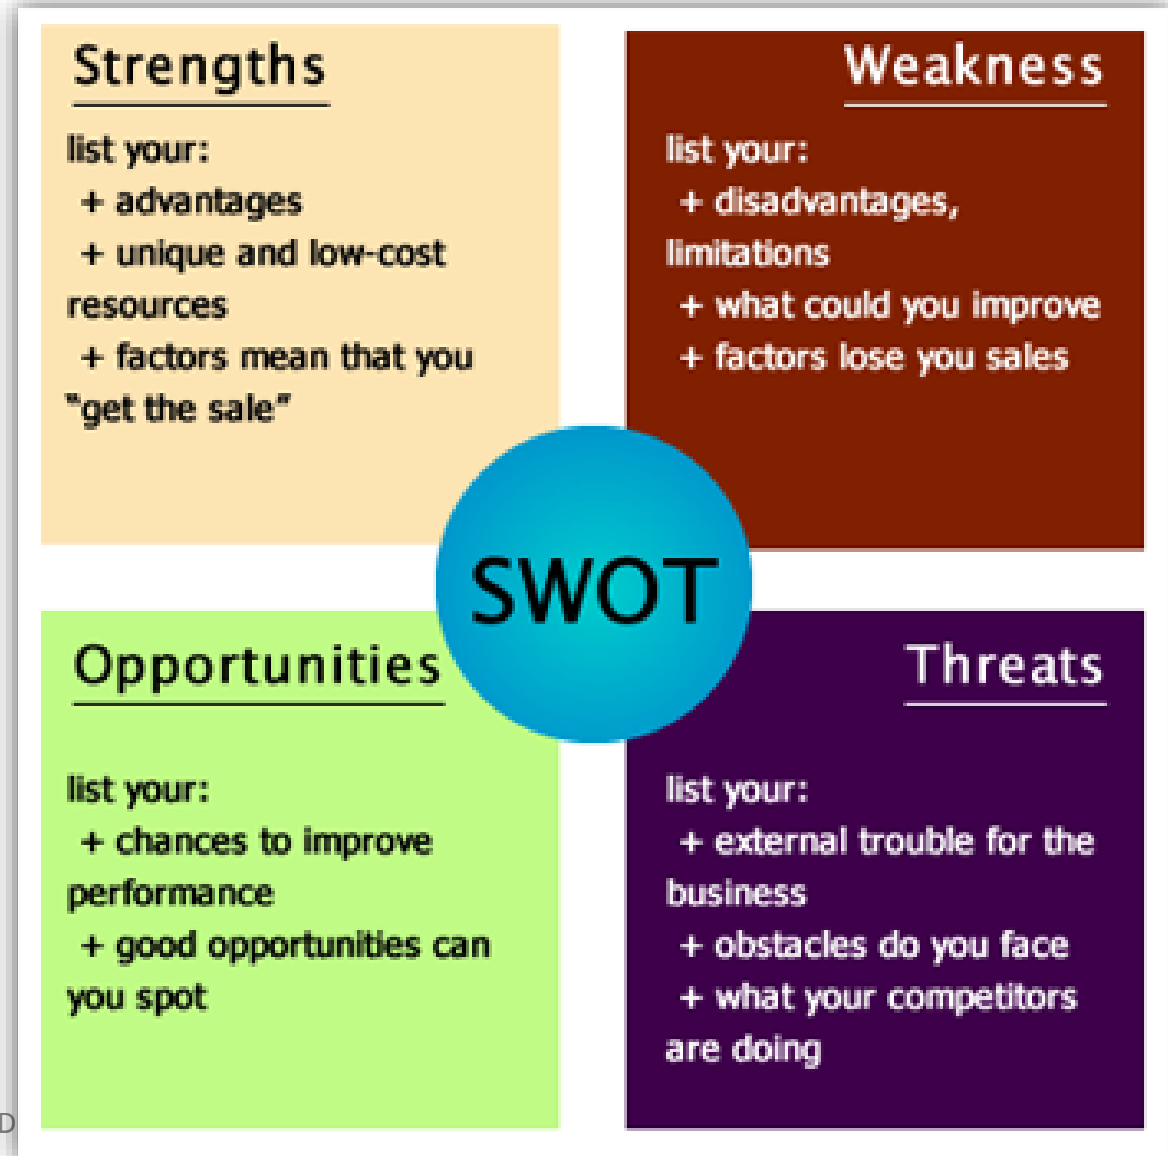 Strengths
list your:
+ advantages
+ unique and low-cost
resources
+ factors mean that you
"get the sale"
Weakness
list your:
+ disadvantages,
limitations
+ what could you improve
+ factors lose you sales
SWOT
Opportunities
list your:
+ chances to improve
performance
+ good opportunities can
you spot
Threats
list your:
+ external trouble for the
business
+ obstacles do you face
+ what your competitors
are doing
D